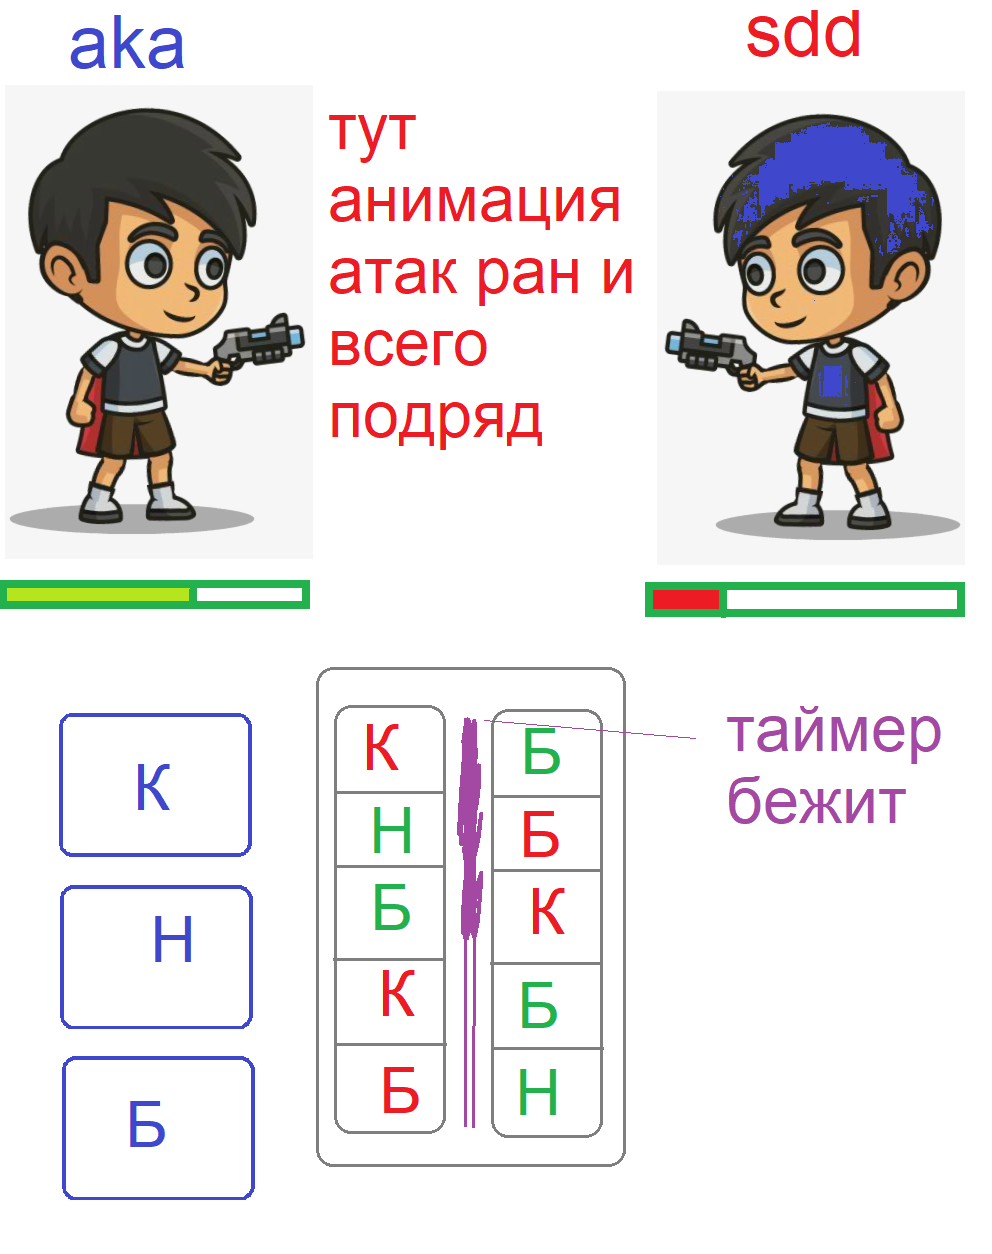 aka
sdd
тут
анимация
атак ран и
всего
подряд
К
Н
Б
К
Н
Б
К
Б
Б
Б
К
Б
Н
таймер
бежит